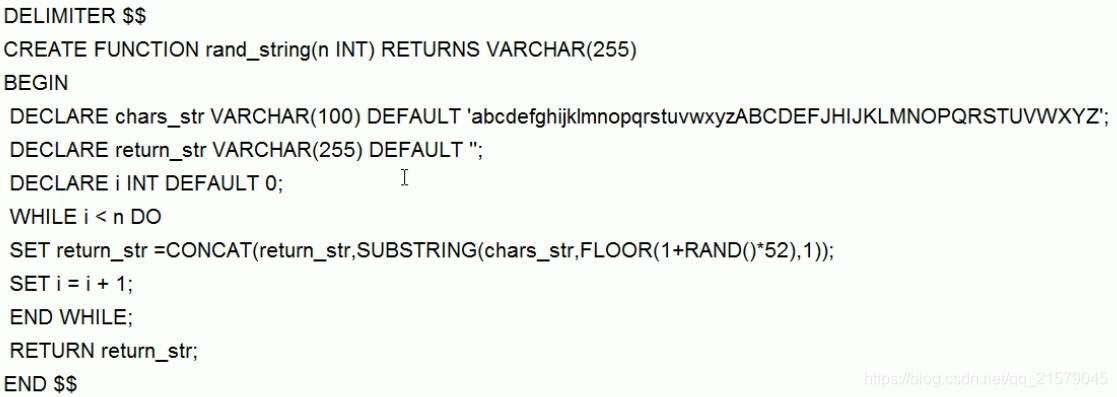 DELIMITER $$
CREATE FUNCTION rand_string(n INT) RETURNS VARCHAR(255)
BEGIN
DECLARE chars_str VARCHAR(100) DEFAULT 'abcdefghijklmnopqrstuvwxyzABCDEFJHIJKLMNOPQRSTUVWXYZ';
DECLARE return_str VARCHAR(255) DEFAULT '';
DECLARE i INT DEFAULT 0;
WHILE i < n DO
SET return_str =CONCAT(return_str,SUBSTRING(chars_str,FLOOR(1+RAND()*52),1));
SET i = i + 1;
END WHILE;
RETURN return_str;
END $$
https://blog.csdn.net/qq_21579045